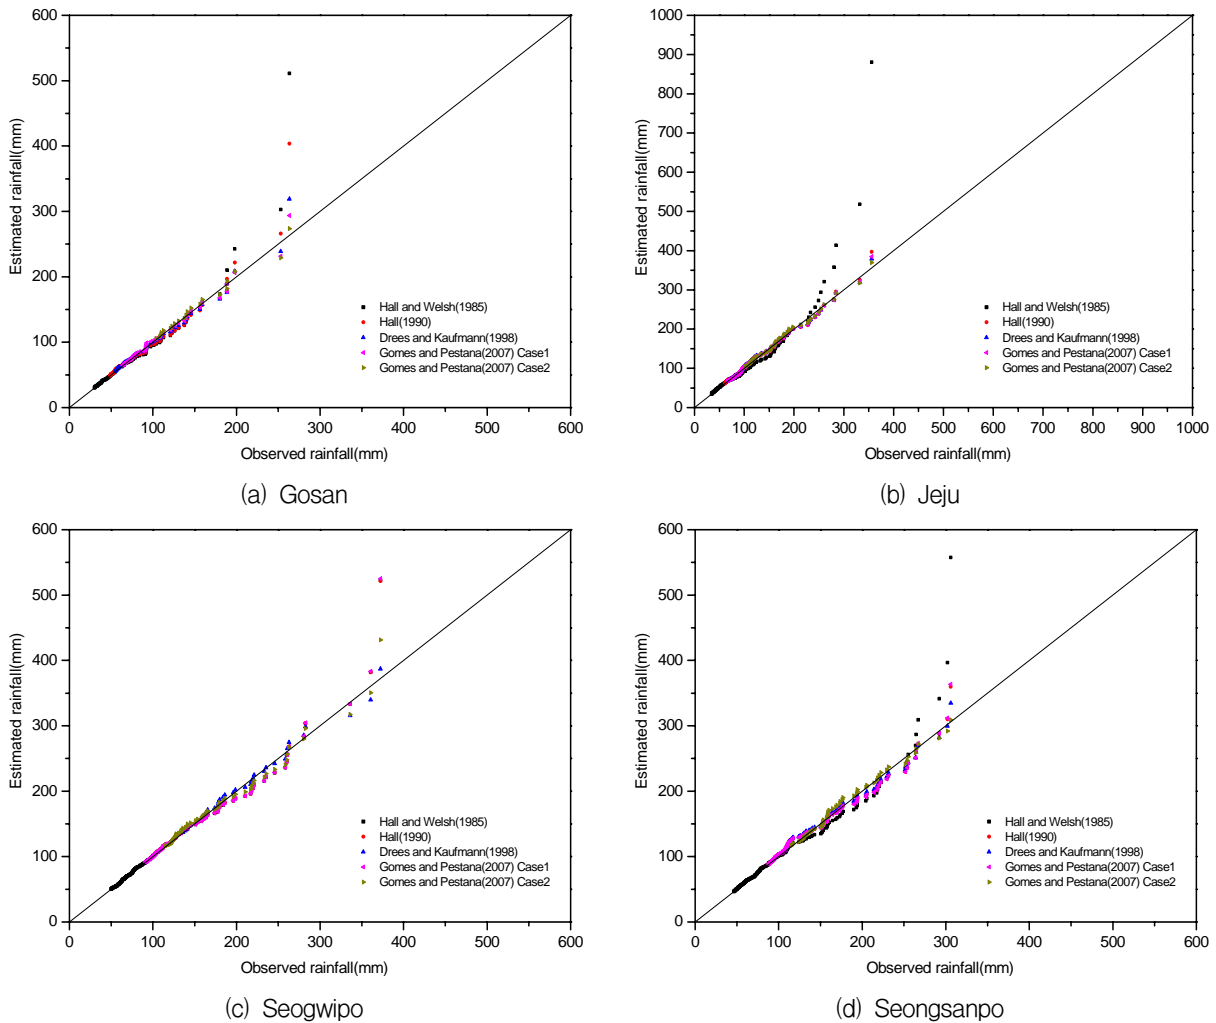 600
500
400
300
200
100
0
Estimated rainfall(mm)
Hall and Welsh(1985)
Hall(1990)
Drees and Kaufmann(1998)
Gomes and Pestana(2007) Case1
Gomes and Pestana(2007) Case2
0 100 200 300 400 500 600
Observed rainfall(mm)
(a) Gosan
1000
900
800
700
600
500
400
300
200
100
0
Estimated rainfall(mm)
Hall and Welsh(1985)
Hall(1990)
Drees and Kaufmann(1998)
Gomes and Pestana(2007) Case1
Gomes and Pestana(2007) Case2
0 100 200 300 400 500 600 700 800 900 1000
Observed rainfall(mm)
(b) Jeju
600
500
400
300
200
100
0
Estimated rainfall(mm)
Hall and Welsh(1985)
Hall(1990)
Drees and Kaufmann(1998)
Gomes and Pestana(2007) Case1
Gomes and Pestana(2007) Case2
0 100 200 300 400 500 600
Observed rainfall(mm)
(c) Seogwipo
600
500
400
300
200
100
0
Estimated rainfall(mm)
Hall and Welsh(1985)
Hall(1990)
Drees and Kaufmann(1998)
Gomes and Pestana(2007) Case1
Gomes and Pestana(2007) Case2
0 100 200 300 400 500 600
Observed rainfall(mm)
(d) Seongsanpo